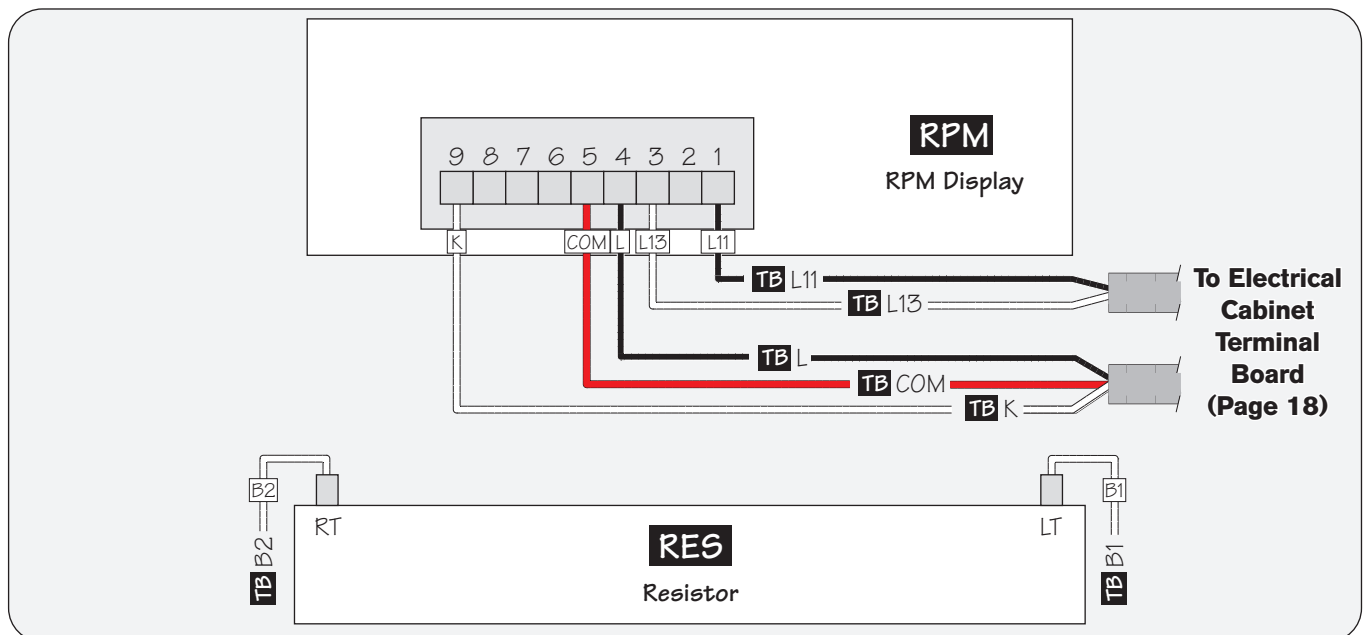 RPM
RPM Display
9 8 7 6 5 4 3 2 1
K COM L L13 L11
TB L11
TB L13
TB L
TB COM
TB K
To Electrical
Cabinet
Terminal
Board
(Page 18)
B2
TB B2
RT
RES
Resistor
LT
B1
TB B1